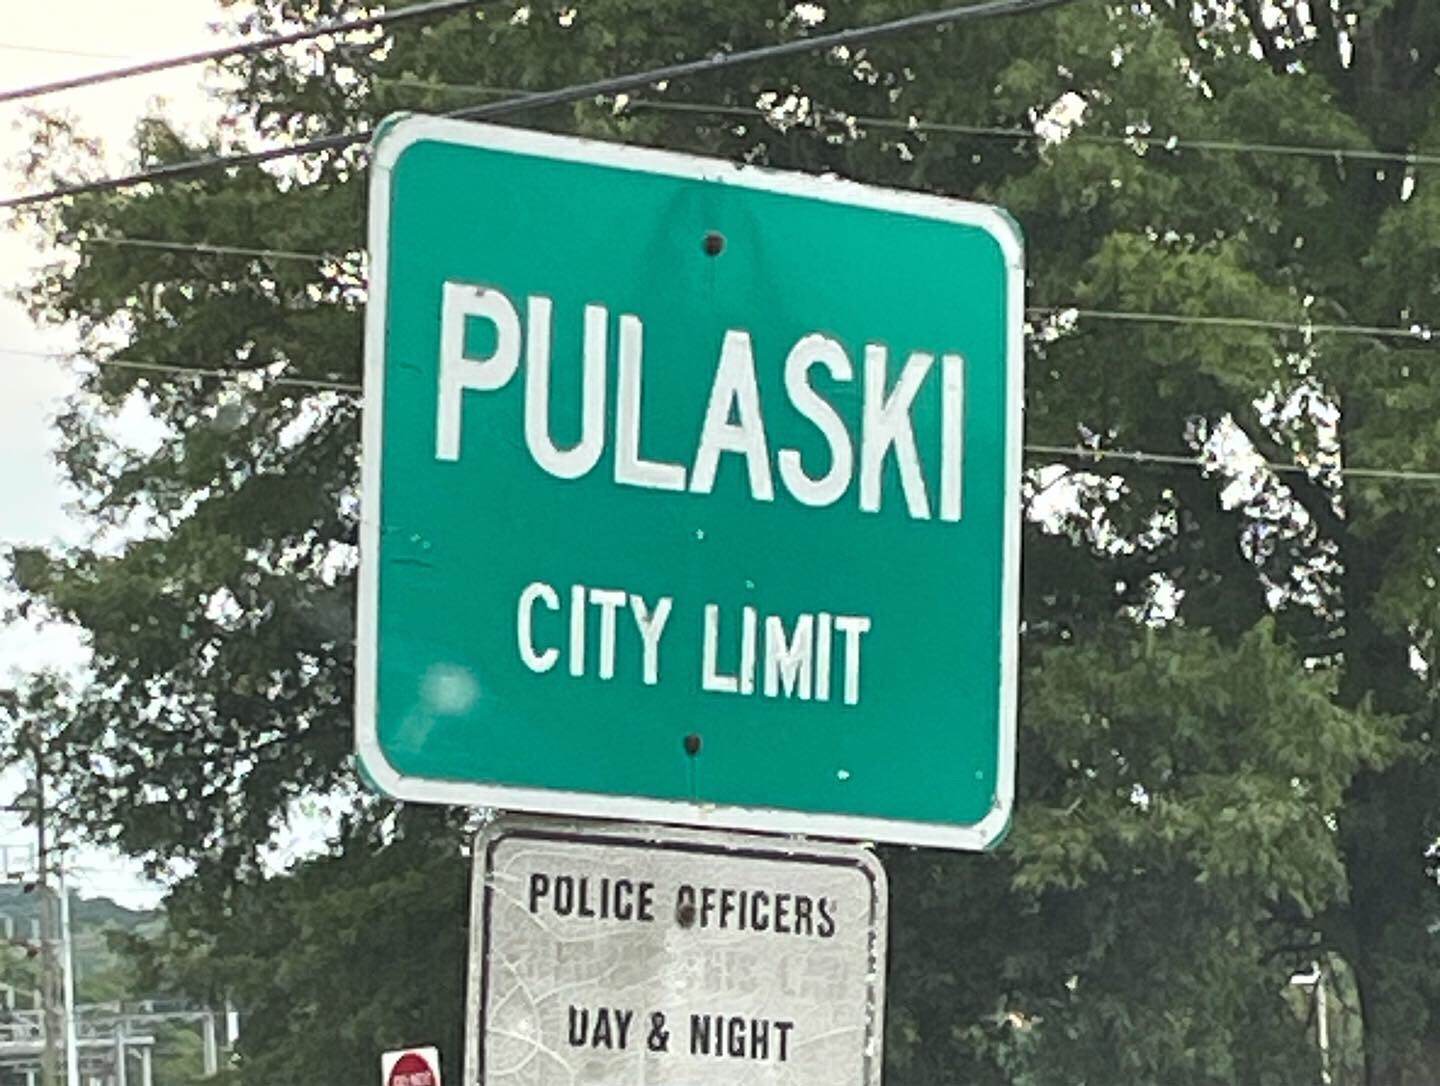 PULASKI
CITY LIMIT
POLICE OFFICERS
DAY & NIGHT